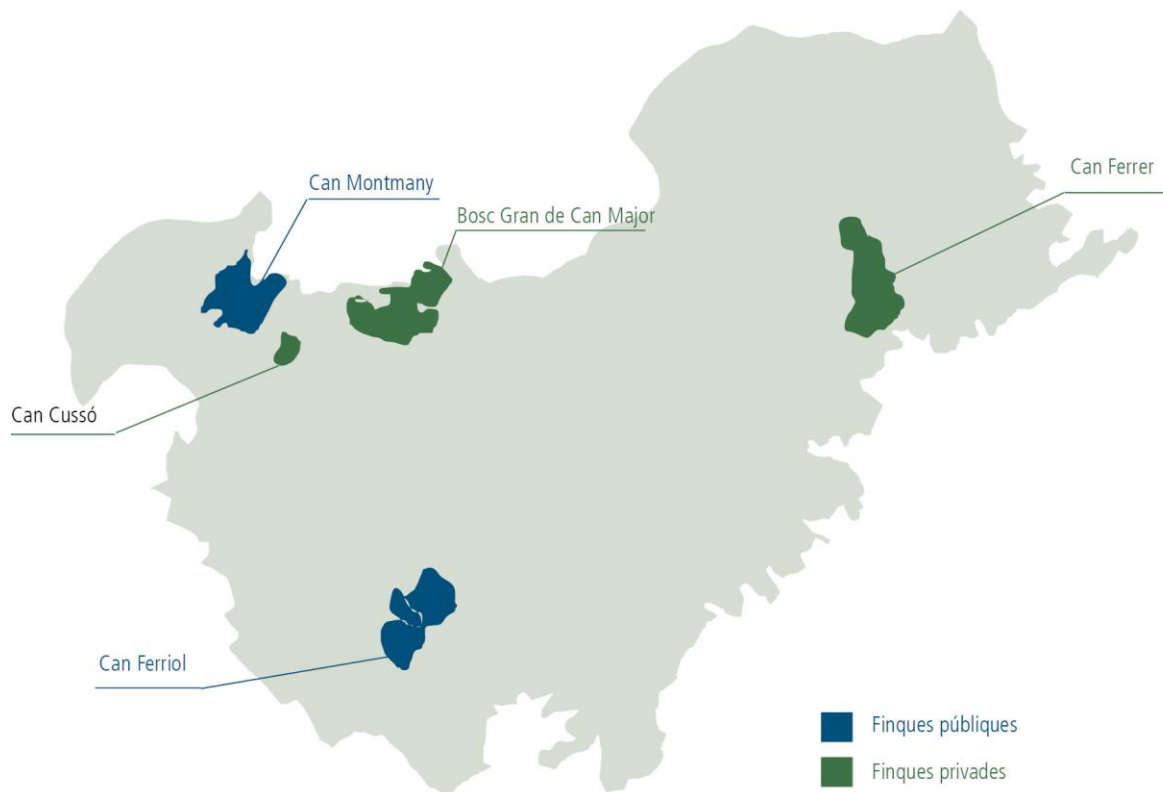 Can Montmany
Bosc Gran de Can Major
Can Ferrer
Can Cussó
Can Ferriol
Finques públiques
Finques privades